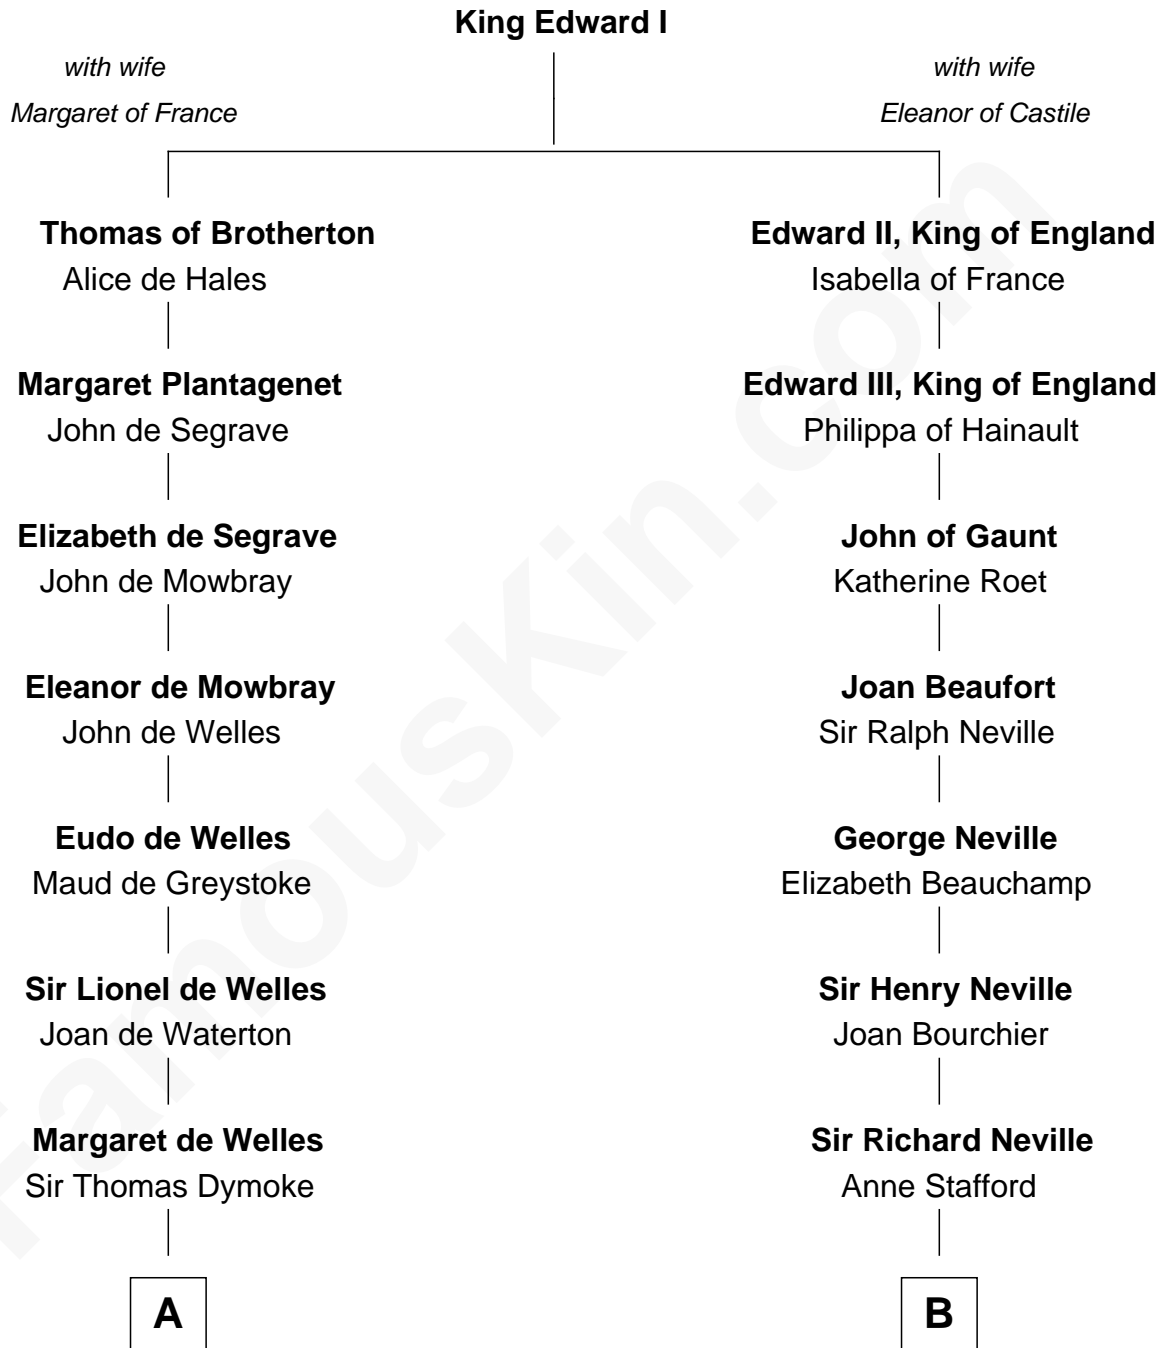 King Edward I
with wife
Margaret of France
with wife
Eleanor of Castile
Thomas of Brotherton
Alice de Hales
Edward II, King of England
Isabella of France
Margaret Plantagenet
John de Segrave
Edward III, King of England
Philippa of Hainault
Elizabeth de Segrave
John de Mowbray
John of Gaunt
Katherine Roet
Eleanor de Mowbray
John de Welles
Joan Beaufort
Sir Ralph Neville
Eudo de Welles
Maud de Greystoke
George Neville
Elizabeth Beauchamp
Sir Lionel de Welles
Joan de Waterton
Sir Henry Neville
Joan Bourchier
Margaret de Welles
Sir Thomas Dymoke
Sir Richard Neville
Anne Stafford
A
B
FamousKin.com